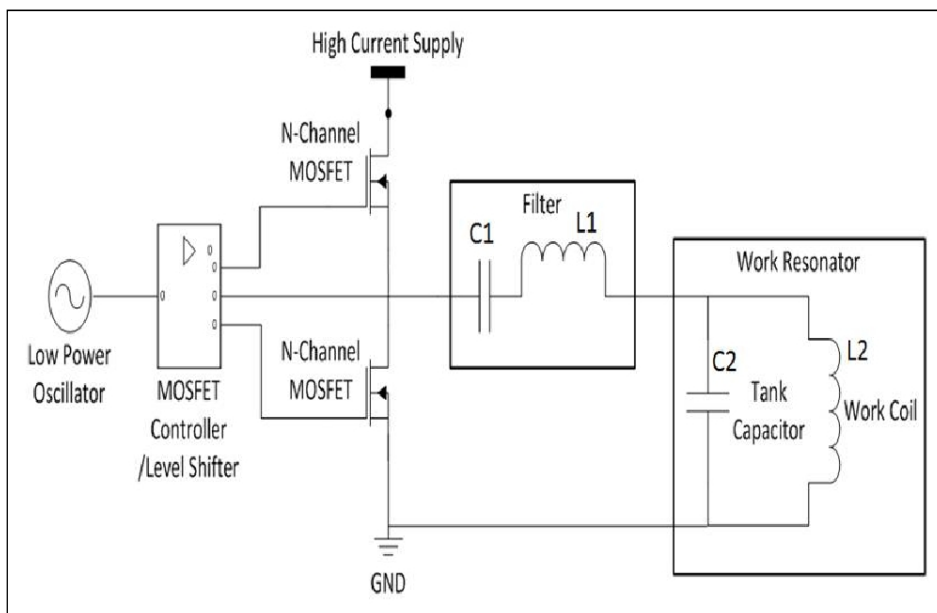 High Current Supply
N-Channel
MOSFET
Filter
C1
L1
Work Resonator
Low Power
Oscillator
MOSFET
Controller
/Level Shifter
N-Channel
MOSFET
C2
L2
Tank
Capacitor
Work Coil
GND